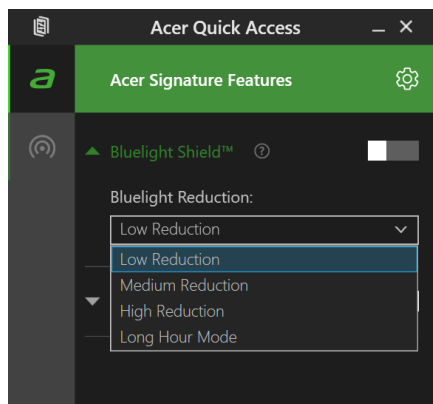 Acer Quick Access
a
Acer Signature Features
Bluelight Shield™ ?
Bluelight Reduction:
Low Reduction
Low Reduction
Medium Reduction
High Reduction
Long Hour Mode